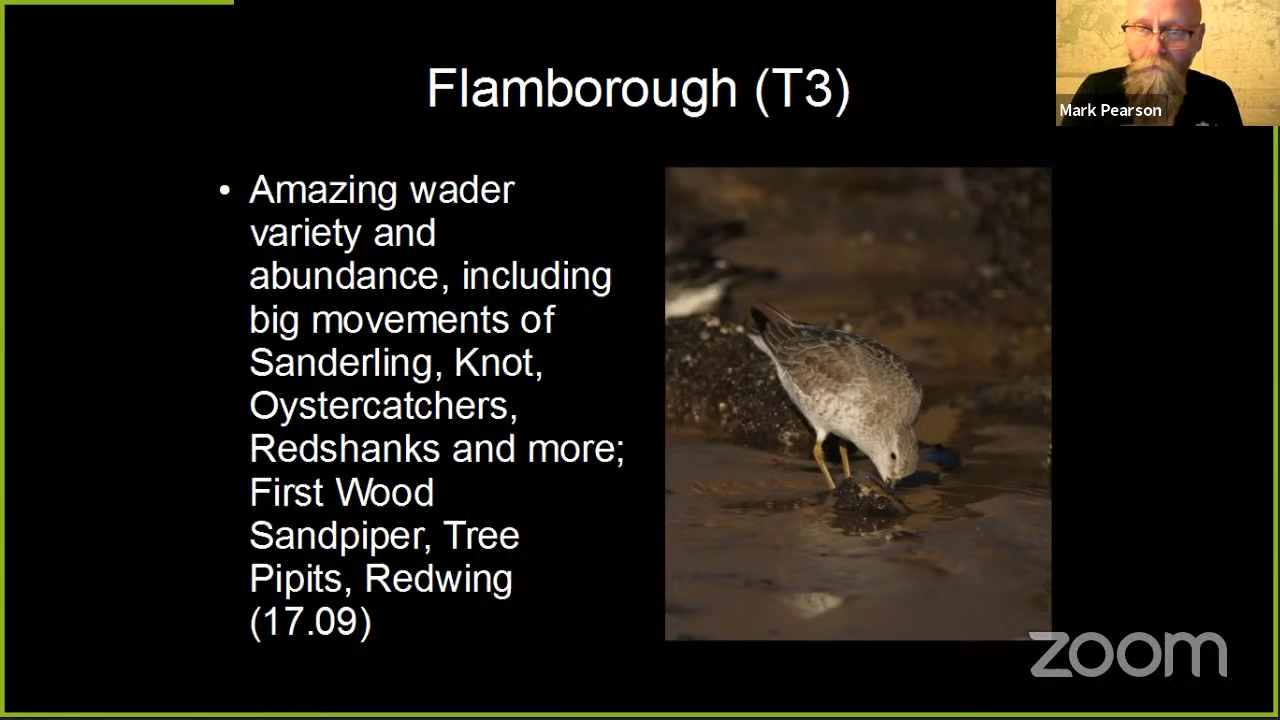 Flamborough (T3)
Mark Pearson
• Amazing wader
variety and
abundance, including
big movements of
Sanderling, Knot,
Oystercatchers,
Redshanks and more;
First Wood
Sandpiper, Tree
Pipits, Redwing
(17.09)
zoom